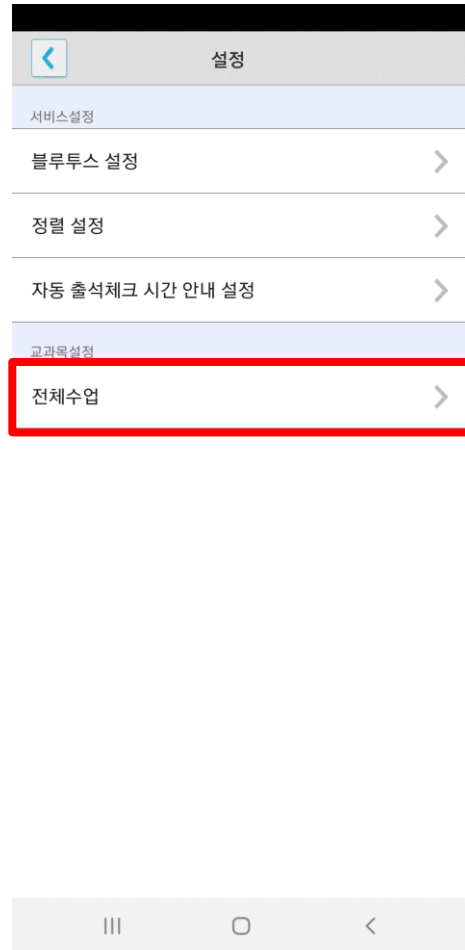 설정
서비스설정
블루투스 설정
정렬 설정
자동 출석체크 시간 안내 설정
교과목설정
전체수업